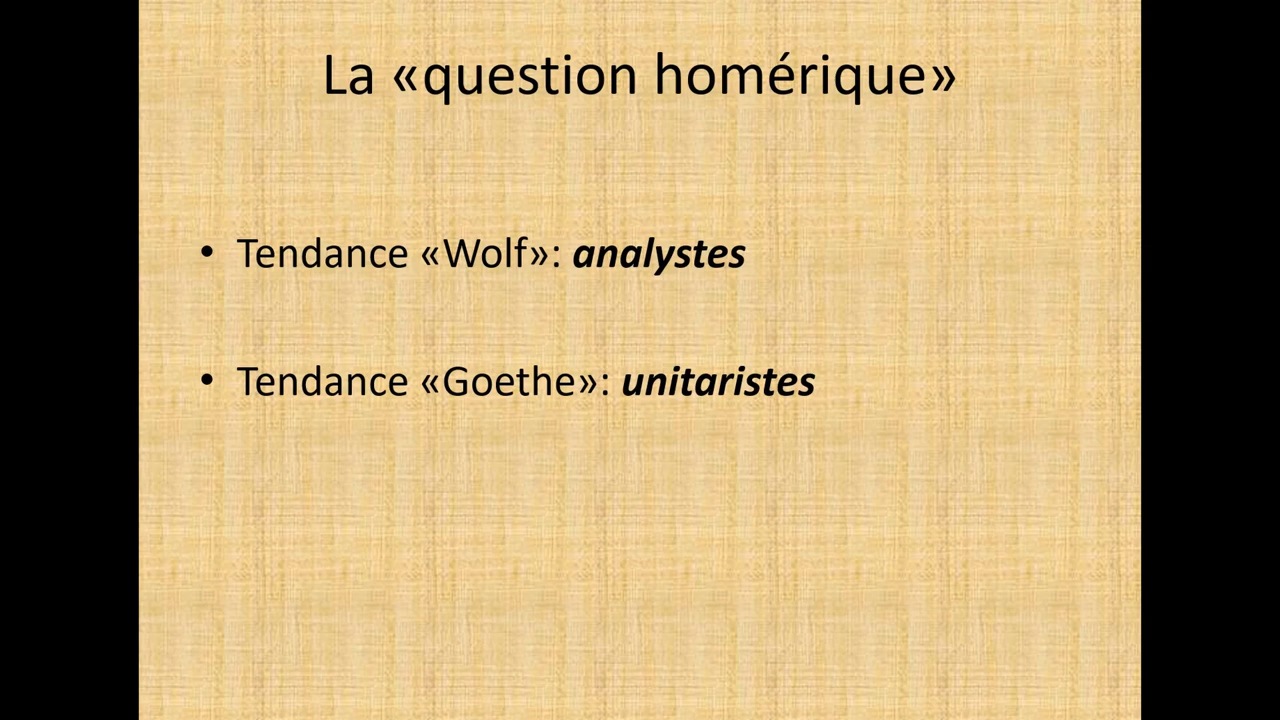 La «question homérique»
• Tendance «Wolf»: analystes
• Tendance «Goethe»: unitaristes